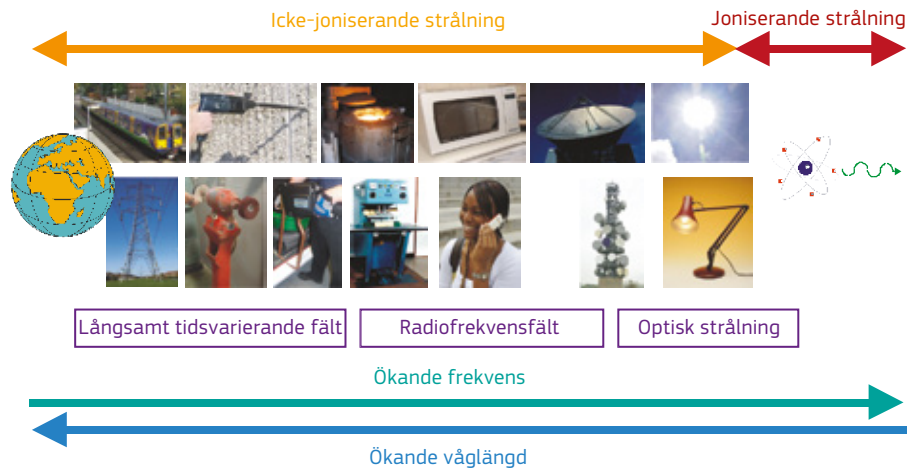 Icke-joniserande strålning
Joniserande strålning
Långsamt tidsvarierande fält
Radiofrekvensfält
Optisk strålning
Ökande frekvens
Ökande våglängd